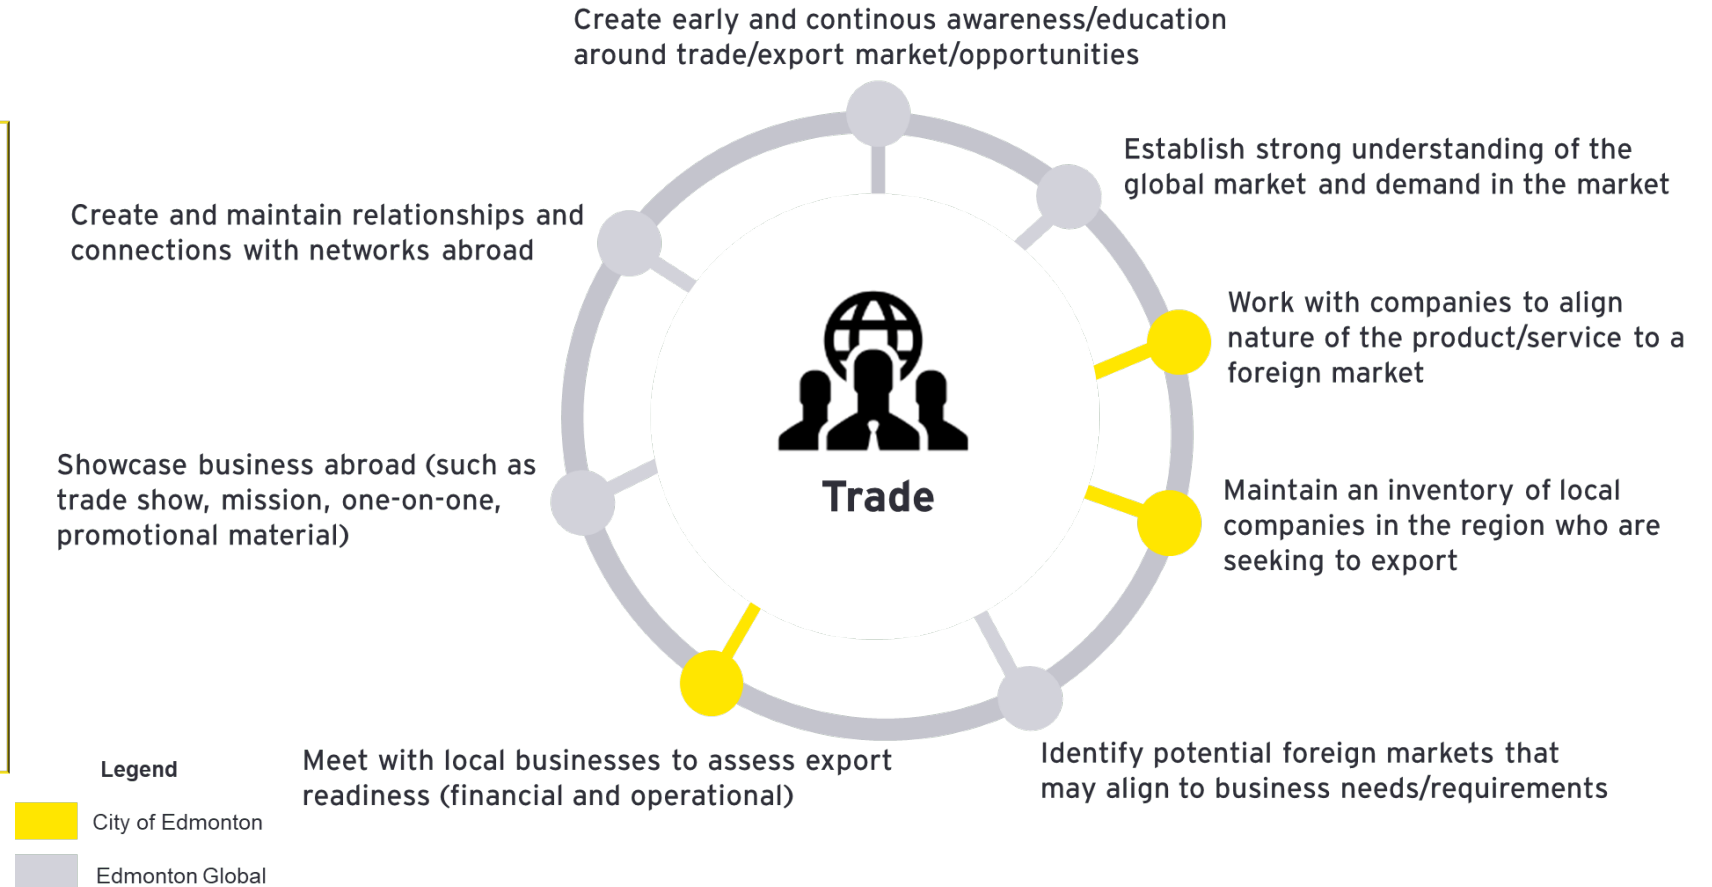 Create early and continous awareness/education
around trade/export market/opportunities
Establish strong understanding of the
global market and demand in the market
Create and maintain relationships and
connections with networks abroad
Work with companies to align
nature of the product/service to a
foreign market
Showcase business abroad (such as
trade show, mission, one-on-one,
promotional material)
Trade
Maintain an inventory of local
companies in the region who are
seeking to export
Meet with local businesses to assess export
readiness (financial and operational)
Identify potential foreign markets that
may align to business needs/requirements
Legend
City of Edmonton
Edmonton Global